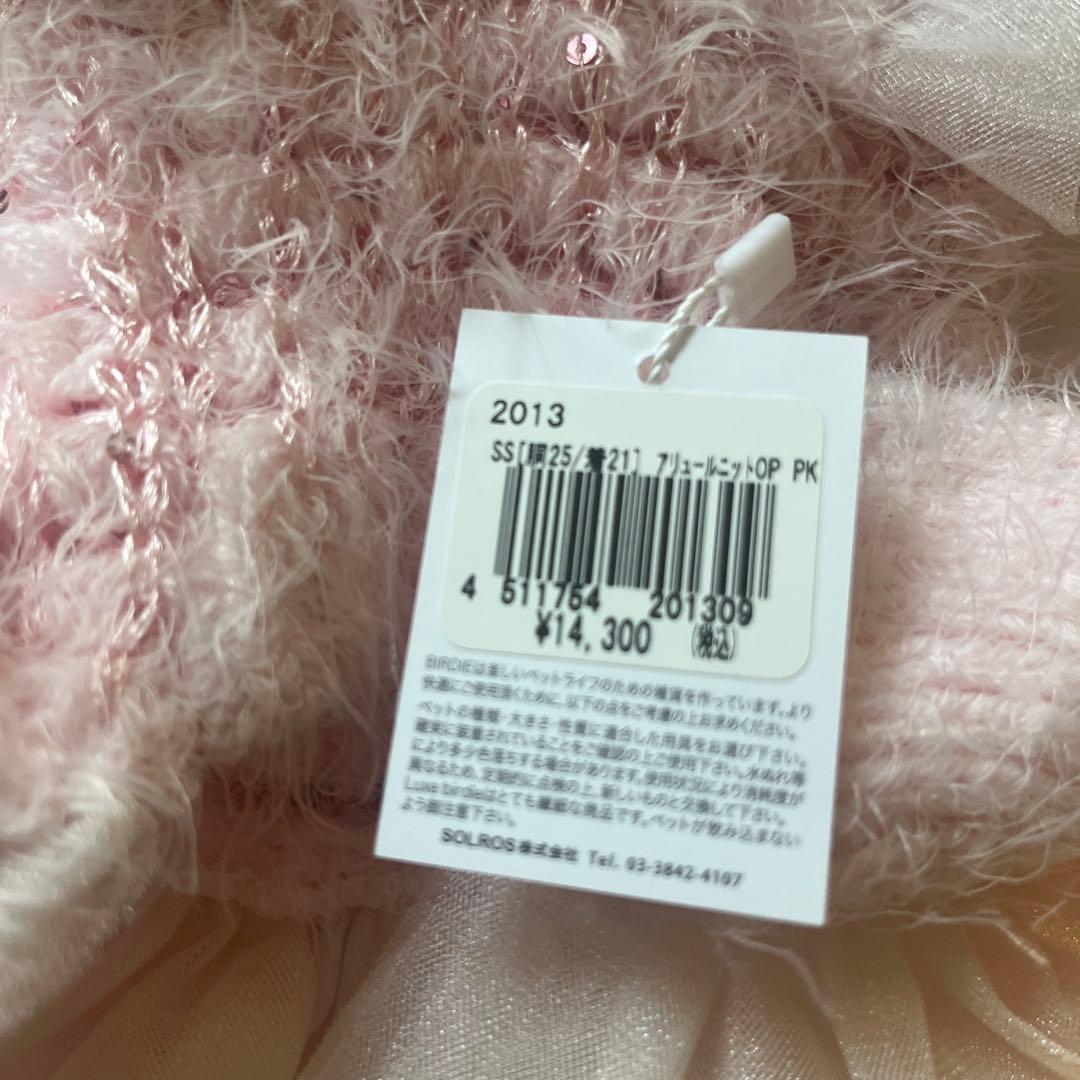 2013
SS[胴25/着21] アリュールニットOP PK
4 511754 201309
¥14,300 (税込)
BIRDIEは楽しいペットライフのための雑貨を作っています。より
快適にご使用頂くために、以下の点をご考慮の上お求めください。
ペットの種類・大きさ・性質に適合した用具をお選び下さい。
確実に装着されていることをご確認の上ご使用下さい。水ぬれ等
により多少色落ちする場合があります。使用状況により消耗度が
異なるため、定期的に点検の上、新しいものと交換して下さい。
Luxe birdieはとても繊細な商品です。ペットが飲み込まない
よう御注意下さい。
SOLROS株式会社 Tel. 03-3842-4107